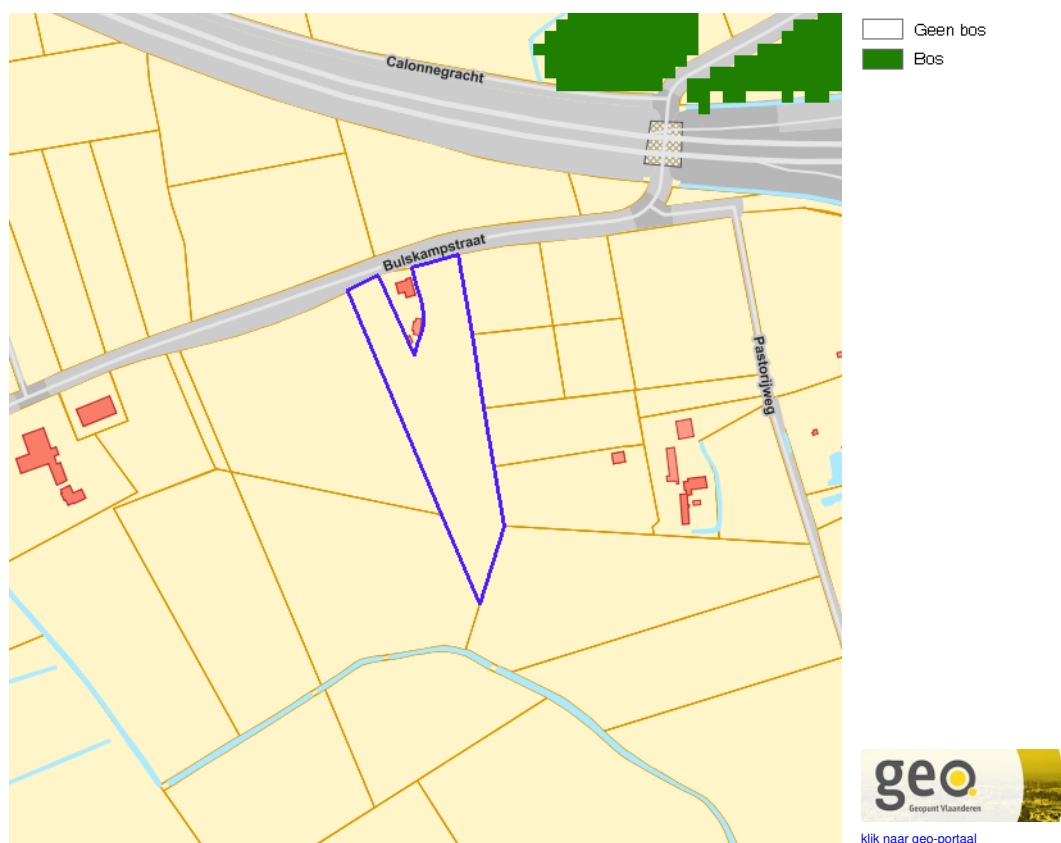 Calonnegracht
Bulskampstraat
Pastorijweg
Geen bos
Bos
geo
Geopunt Vlaanderen
klik naar geo-portaal